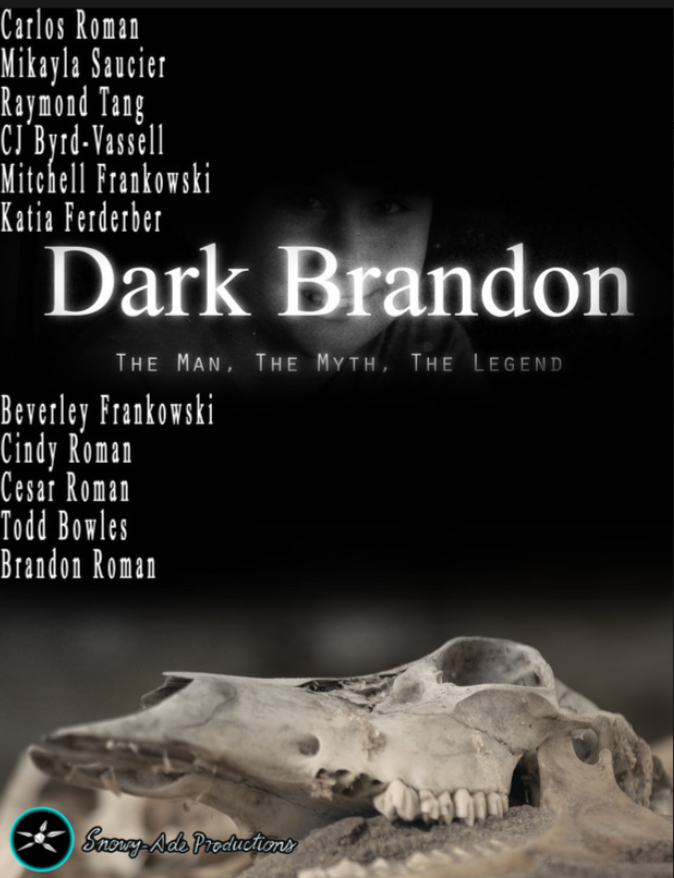 Carlos Roman
Mikayla Saucier
Raymond Tang
CJ Byrd-Vassell
Mitchell Frankowski
Katia Ferderber
Dark Brandon
The Man, The Myth, The Legend
Beverley Frankowski
Cindy Roman
Cesar Roman
Todd Bowles
Brandon Roman
Snowy-Ade Productions